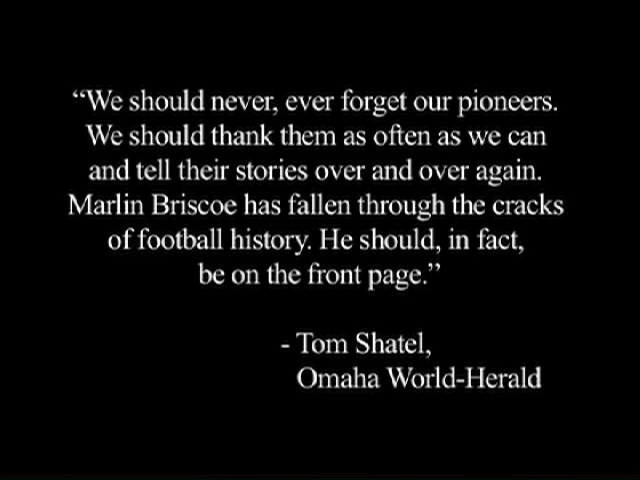 “We should never, ever forget our pioneers.
We should thank them as often as we can
and tell their stories over and over again.
Marlin Briscoe has fallen through the cracks
of football history. He should, in fact,
be on the front page.”
- Tom Shatel,
Omaha World-Herald